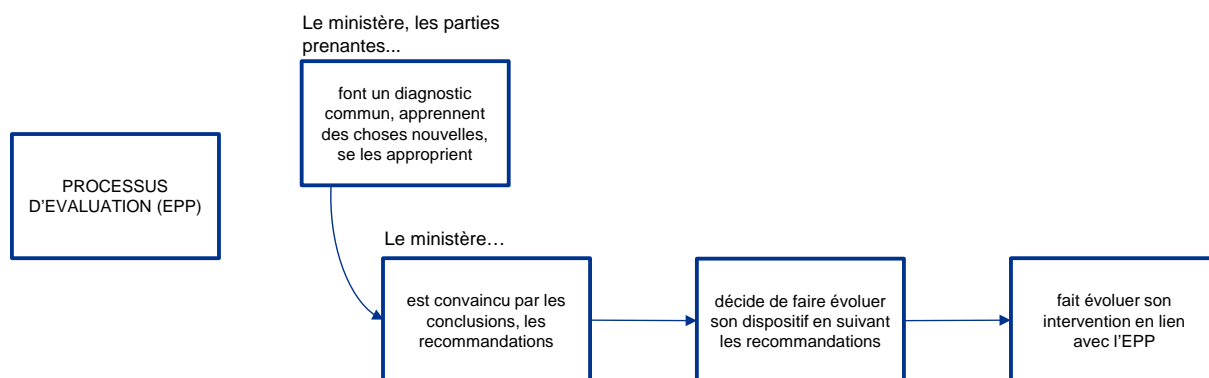 Le ministère, les parties
prenantes...
font un diagnostic
commun, apprennent
des choses nouvelles,
se les approprient
PROCESSUS
D'EVALUATION (EPP)
Le ministère…
est convaincu par les
conclusions, les
recommandations
décide de faire évoluer
son dispositif en suivant
les recommandations
fait évoluer son
intervention en lien
avec l'EPP